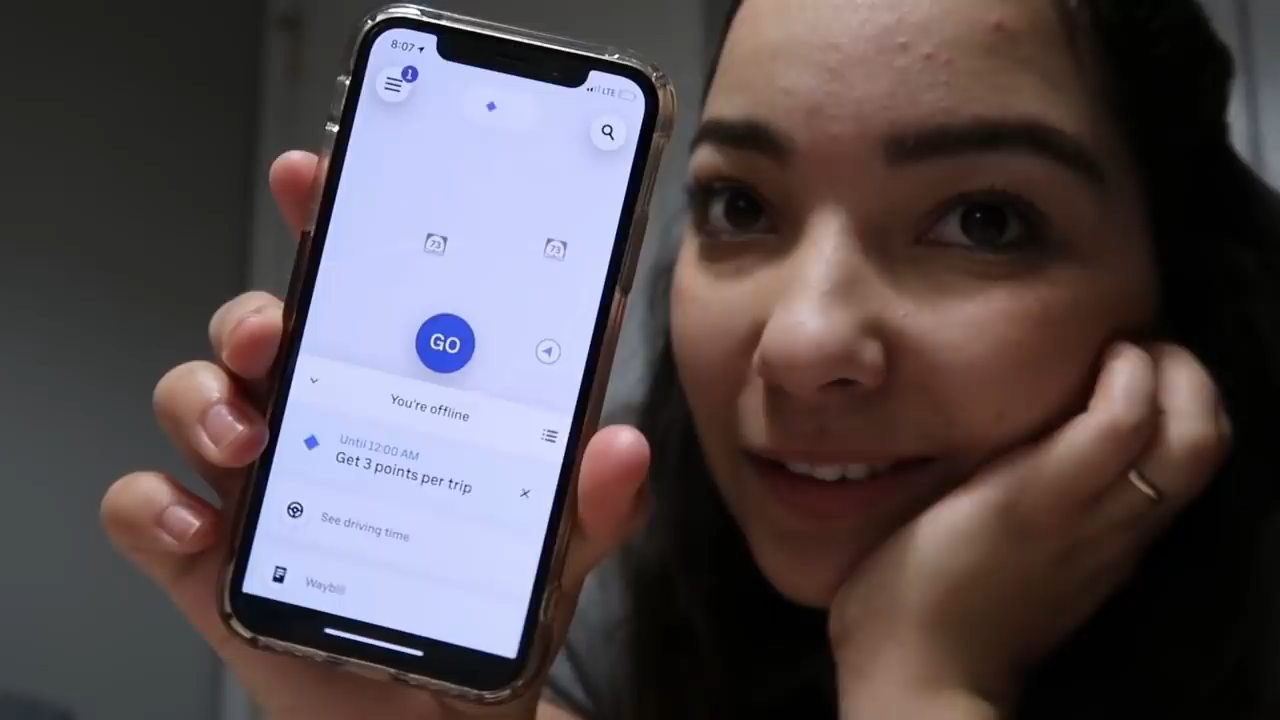 8:07
1
LTE
73
73
GO
You're offline
Until 12:00 AM
Get 3 points per trip
See driving time
Waybill